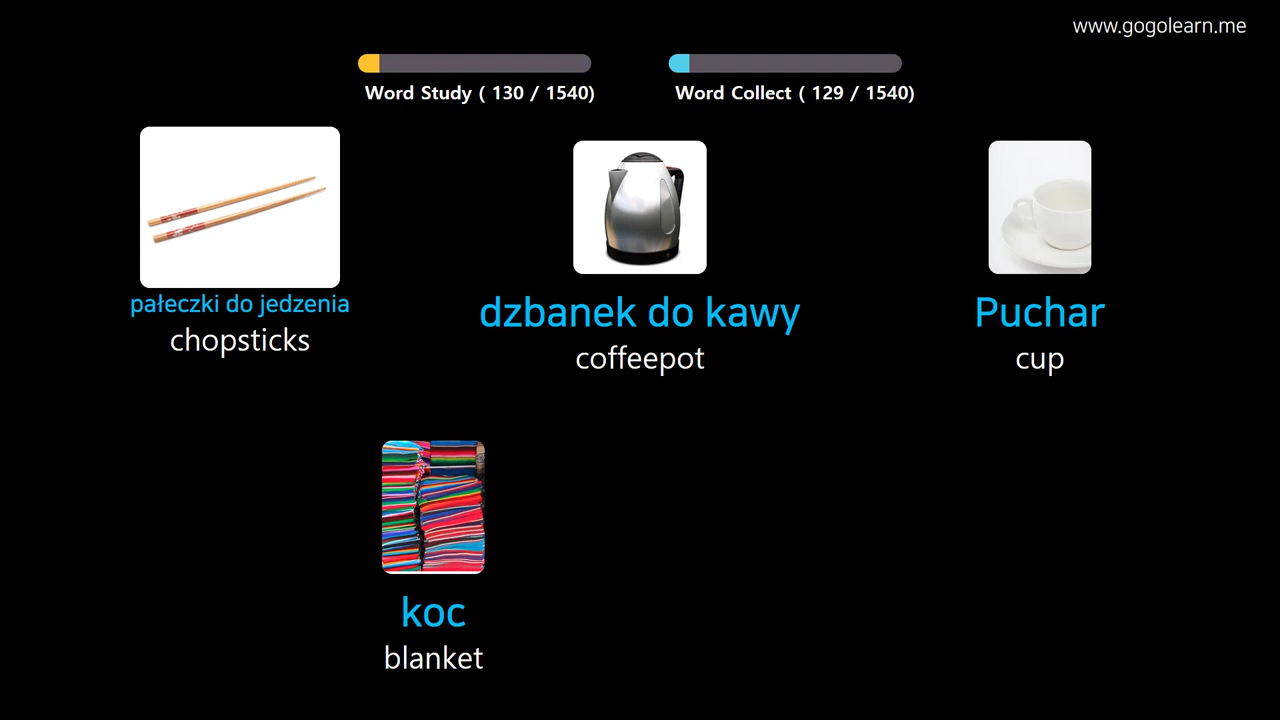 www.gogolearn.me
Word Study ( 130 / 1540)
Word Collect ( 129 / 1540)
pałeczki do jedzenia
chopsticks
dzbanek do kawy
coffeepot
Puchar
cup
koc
blanket